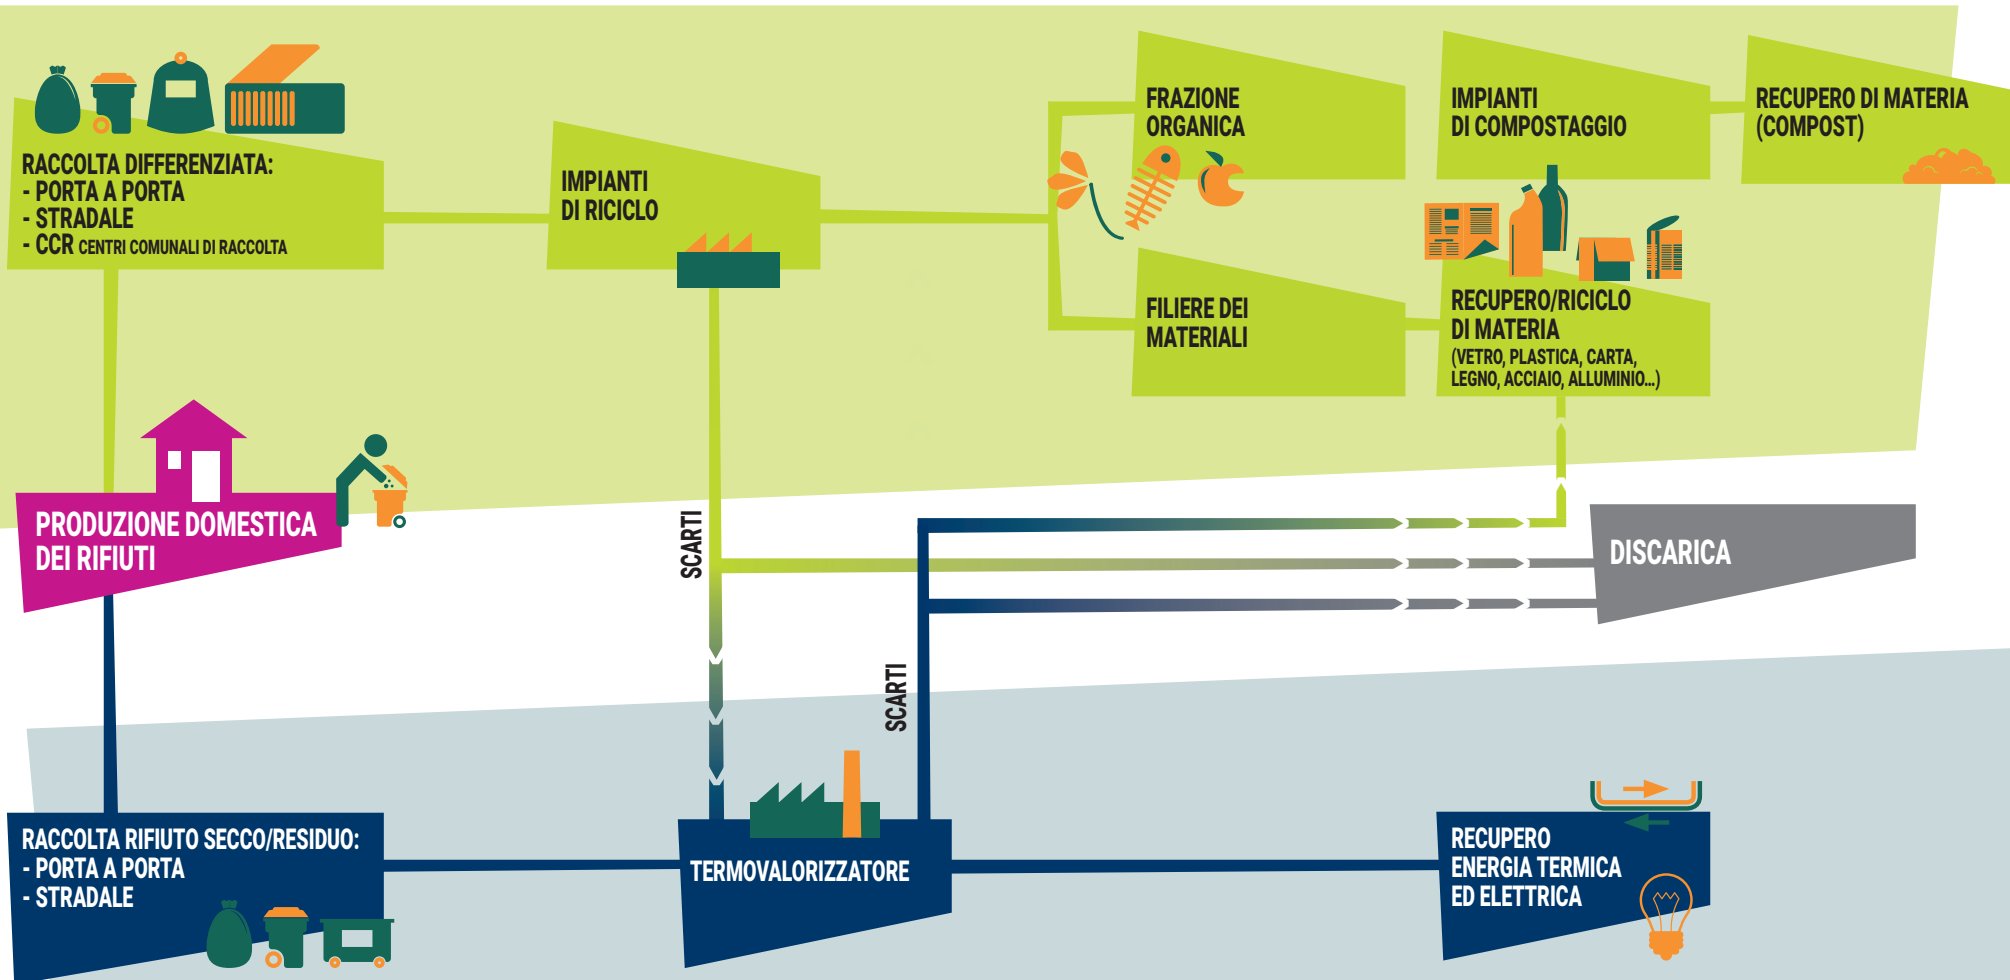 RACCOLTA DIFFERENZIATA:
- PORTA A PORTA
- STRADALE
- CCR CENTRI COMUNALI DI RACCOLTA
IMPIANTI
DI RICICLO
FRAZIONE
ORGANICA
IMPIANTI
DI COMPOSTAGGIO
RECUPERO DI MATERIA
(COMPOST)
FILIERE DEI
MATERIALI
RECUPERO/RICICLO
DI MATERIA
(VETRO, PLASTICA, CARTA,
LEGNO, ACCIAIO, ALLUMINIO...)
PRODUZIONE DOMESTICA
DEI RIFIUTI
SCARTI
DISCARICA
SCARTI
RACCOLTA RIFIUTO SECCO/RESIDUO:
- PORTA A PORTA
- STRADALE
TERMOVALORIZZATORE
RECUPERO
ENERGIA TERMICA
ED ELETTRICA